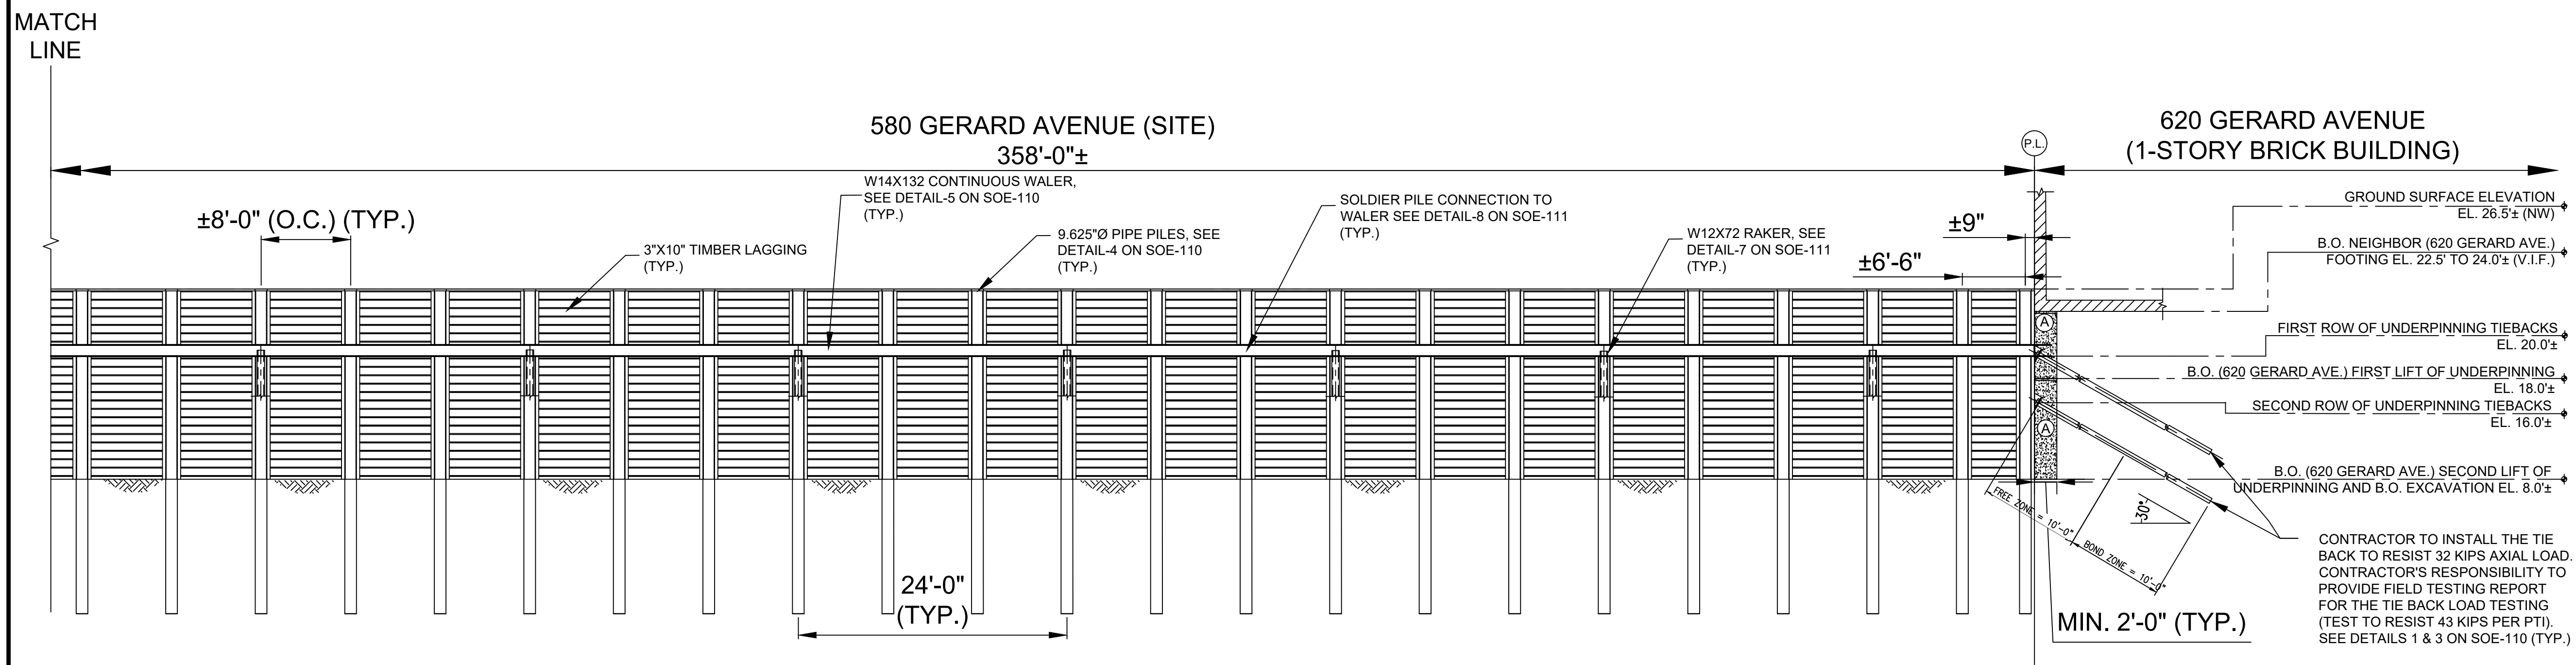 MATCH
LINE
580 GERARD AVENUE (SITE)
358'-0"±
P.L.
620 GERARD AVENUE
(1-STORY BRICK BUILDING)
±8'-0" (O.C.) (TYP.)
3"X10" TIMBER LAGGING
(TYP.)
W14X132 CONTINUOUS WALER,
SEE DETAIL-5 ON SOE-110
(TYP.)
9.625"Ø PIPE PILES, SEE
DETAIL-4 ON SOE-110
(TYP.)
SOLDIER PILE CONNECTION TO
WALER SEE DETAIL-8 ON SOE-111
(TYP.)
W12X72 RAKER, SEE
DETAIL-7 ON SOE-111
(TYP.)
±9"
±6'-6"
GROUND SURFACE ELEVATION
EL. 26.5'± (NW)
B.O. NEIGHBOR (620 GERARD AVE.)
FOOTING EL. 22.5' TO 24.0'± (V.I.F.)
A
FIRST ROW OF UNDERPINNING TIEBACKS
EL. 20.0'±
B.O. (620 GERARD AVE.) FIRST LIFT OF UNDERPINNING
EL. 18.0'±
SECOND ROW OF UNDERPINNING TIEBACKS
EL. 16.0'±
A
B.O. (620 GERARD AVE.) SECOND LIFT OF
UNDERPINNING AND B.O. EXCAVATION EL. 8.0'±
FREE ZONE = 10'-0"
BOND ZONE = 10'-0"
30°
24'-0"
(TYP.)
MIN. 2'-0" (TYP.)
CONTRACTOR TO INSTALL THE TIE
BACK TO RESIST 32 KIPS AXIAL LOAD.
CONTRACTOR'S RESPONSIBILITY TO
PROVIDE FIELD TESTING REPORT
FOR THE TIE BACK LOAD TESTING
(TEST TO RESIST 43 KIPS PER PTI).
SEE DETAILS 1 & 3 ON SOE-110 (TYP.)